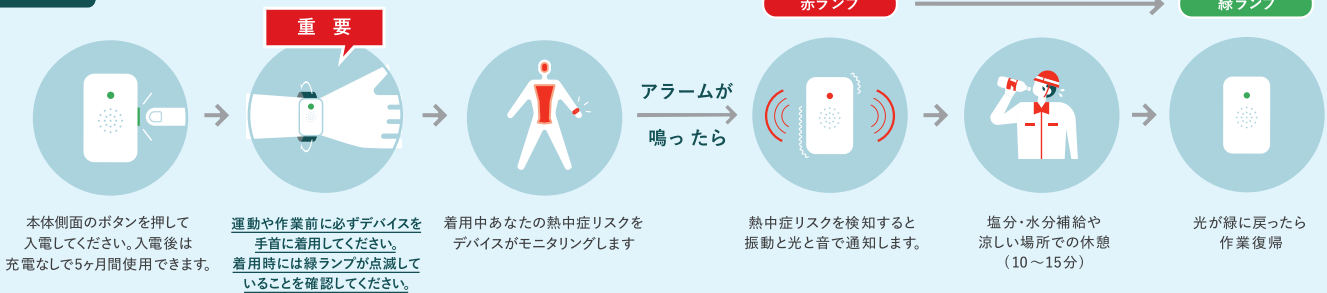 赤ランプ
緑ランプ
重 要
アラームが
鳴ったら
本体側面のボタンを押して
入電してください。入電後は
充電なしで5ヶ月間使用できます。
運動や作業前に必ずデバイスを
手首に着用してください。
着用時には緑ランプが点滅して
いることを確認してください。
着用中あなたの熱中症リスクを
デバイスがモニタリングします
熱中症リスクを検知すると
振動と光と音で通知します。
塩分・水分補給や
涼しい場所での休憩
（10～15分）
光が緑に戻ったら
作業復帰